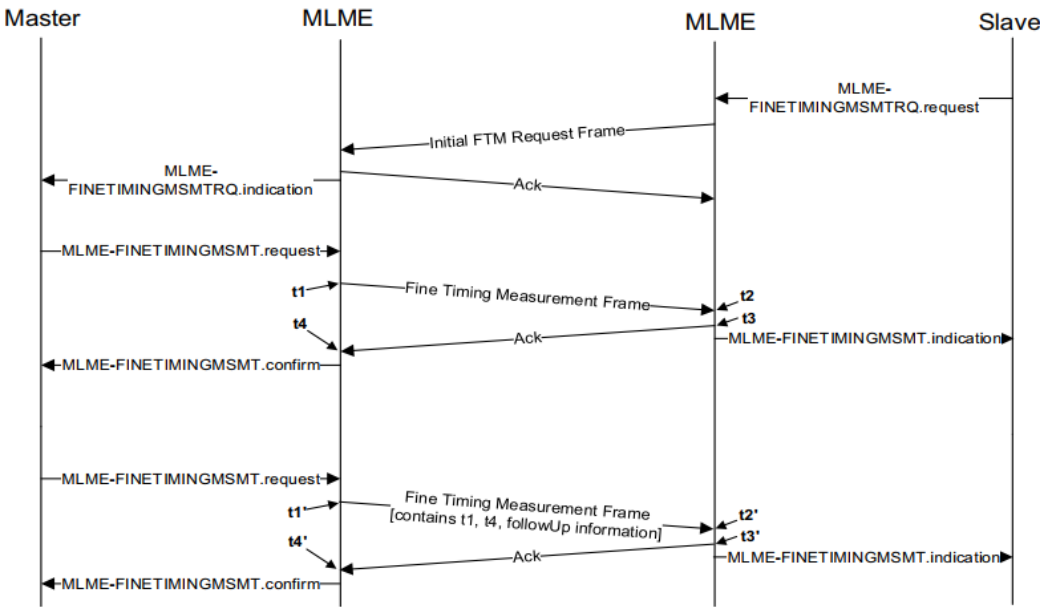 Master
MLME
MLME
Slave
MLME-
FINETIMINGMSMTRQ.request
Initial FTM Request Frame
MLME-
FINETIMINGMSMTRQ.indication
Ack
MLME-FINETIMINGMSMT.request
t1
Fine Timing Measurement Frame
t2
t4
t3
Ack
MLME-FINETIMINGMSMT.indication
MLME-FINETIMINGMSMT.confirm
MLME-FINETIMINGMSMT.request
t1'
Fine Timing Measurement Frame
[contains t1, t4, followUp information]
t2'
t4'
t3'
Ack
MLME-FINETIMINGMSMT.indication
MLME-FINETIMINGMSMT.confirm